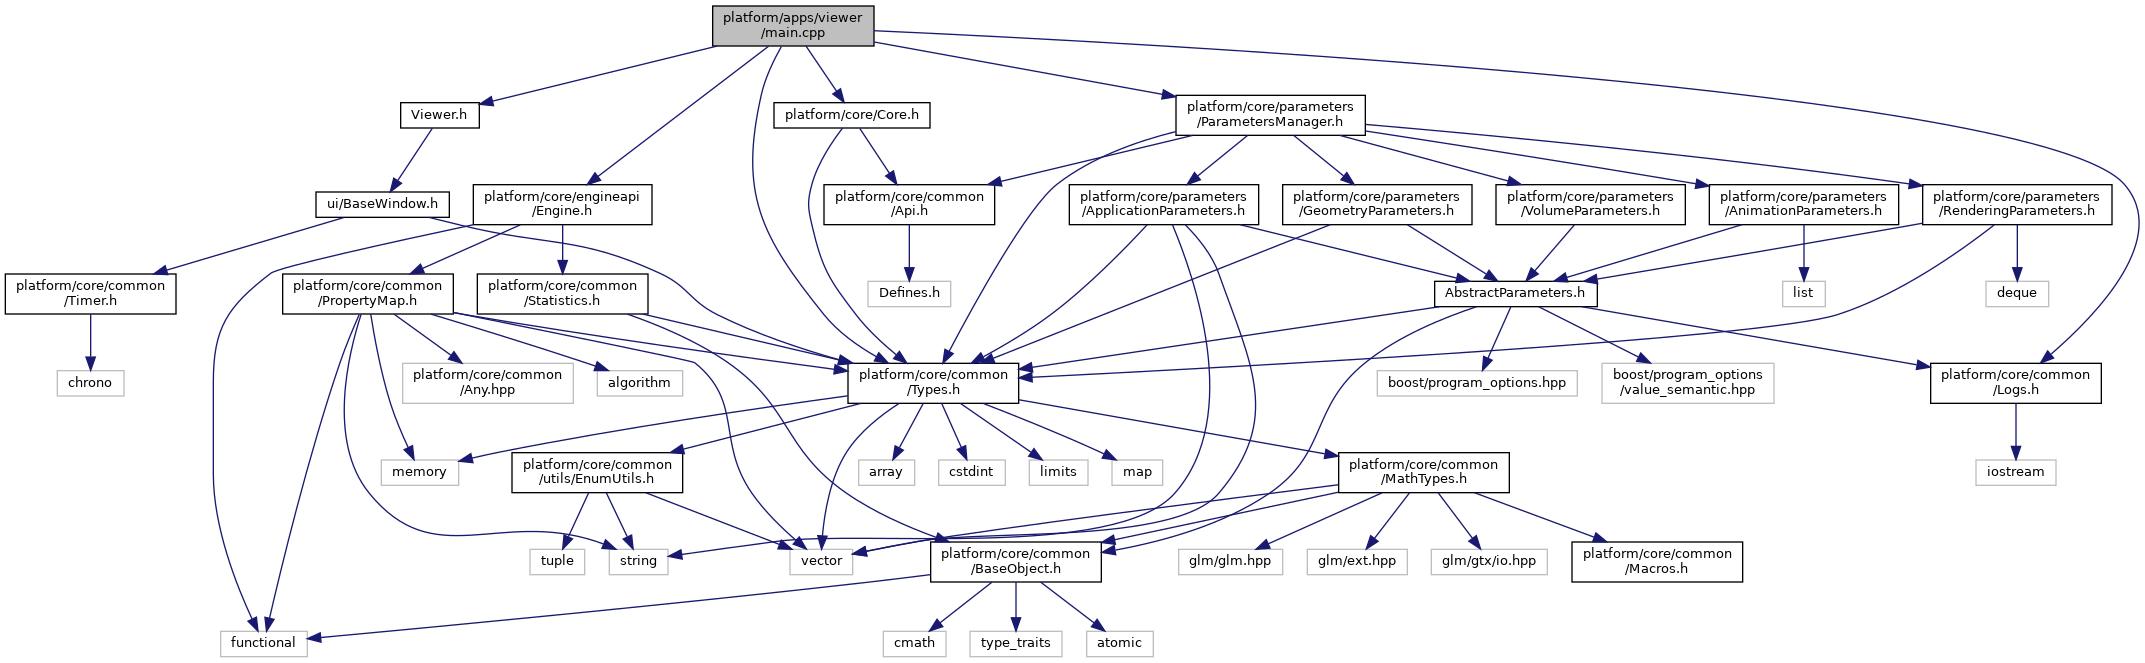 platform/apps/viewer
/main.cpp
Viewer.h
platform/core/Core.h
platform/core/parameters
/ParametersManager.h
ui/BaseWindow.h
platform/core/engineapi
/Engine.h
platform/core/common
/Api.h
platform/core/parameters
/ApplicationParameters.h
platform/core/parameters
/GeometryParameters.h
platform/core/parameters
/VolumeParameters.h
platform/core/parameters
/AnimationParameters.h
platform/core/parameters
/RenderingParameters.h
platform/core/common
/Timer.h
platform/core/common
/PropertyMap.h
platform/core/common
/Statistics.h
Defines.h
AbstractParameters.h
list
deque
chrono
platform/core/common
/Any.hpp
algorithm
platform/core/common
/Types.h
boost/program_options.hpp
boost/program_options
/value_semantic.hpp
platform/core/common
/Logs.h
memory
platform/core/common
/utils/EnumUtils.h
array
cstdint
limits
map
platform/core/common
/MathTypes.h
iostream
tuple
string
vector
platform/core/common
/BaseObject.h
glm/glm.hpp
glm/ext.hpp
glm/gtx/io.hpp
platform/core/common
/Macros.h
functional
cmath
type_traits
atomic